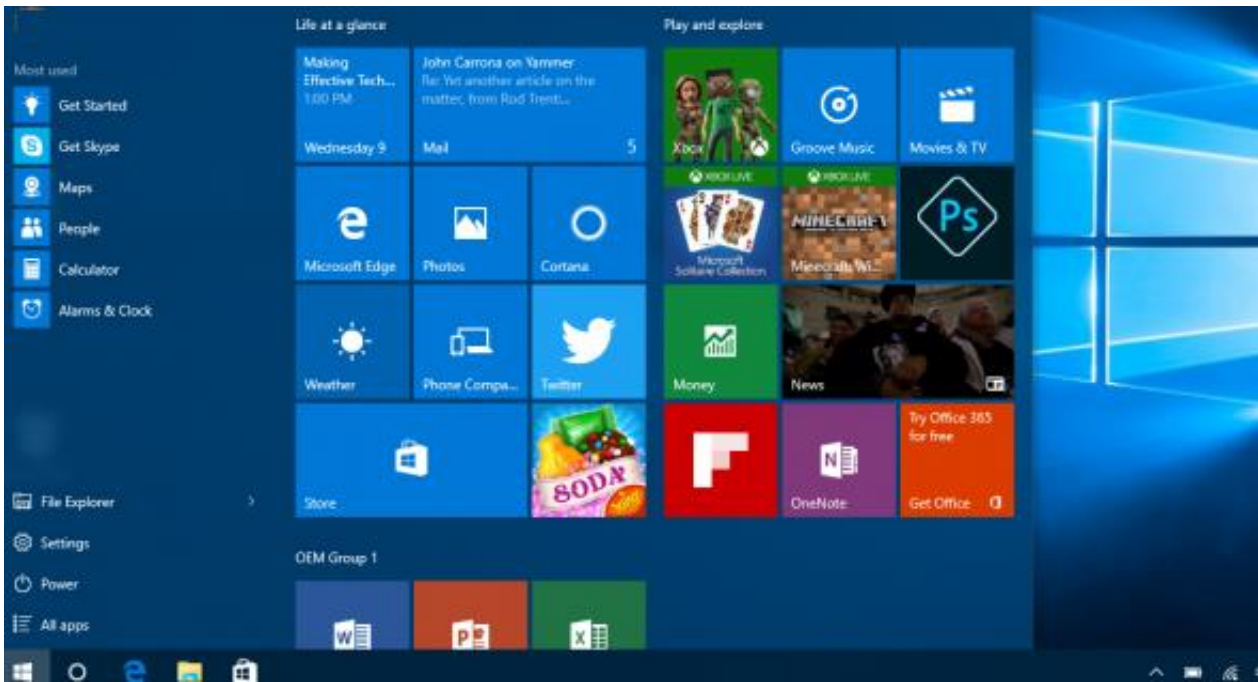 Most used
Get Started
Get Skype
Maps
People
Calculator
Alarms & Clock
File Explorer
Settings
Power
All apps
Life at a glance
Making
Effective Tech...
1:00 PM
Wednesday 9
John Carrona on Yammer
Re: Yet another article on the
matter, from Rod Trent:...
Mail
5
Microsoft Edge
Photos
Cortana
Weather
Phone Compa...
Twitter
Store
SODA
OEM Group 1
W
P
X
Play and explore
Xbox
Groove Music
Movies & TV
XBOX LIVE
Microsoft
Solitaire Collection
XBOX LIVE
MINECRAFT
Minecraft: Wi...
Ps
Money
News
N
OneNote
Try Office 365
for free
Get Office